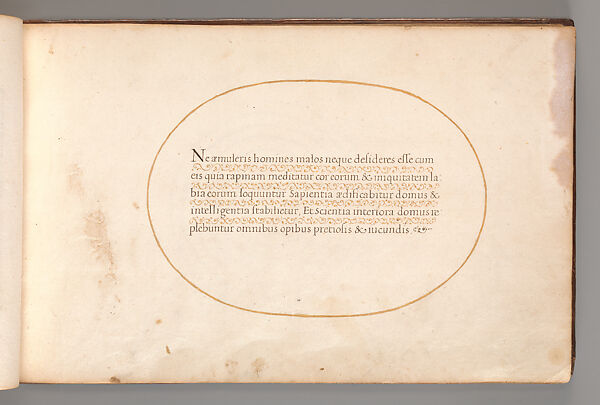 Ne æmuleris homines malos neque desideres esse cum
eis quia rapinam meditatur cor eorum & iniquitatem la:
bia eorum loquuntur Sapientia ædificabitur domus &
intelligentia stabilietur, Et Scientia interiora domus re
plebuntur omnibus opibus pretiosis & iucundis